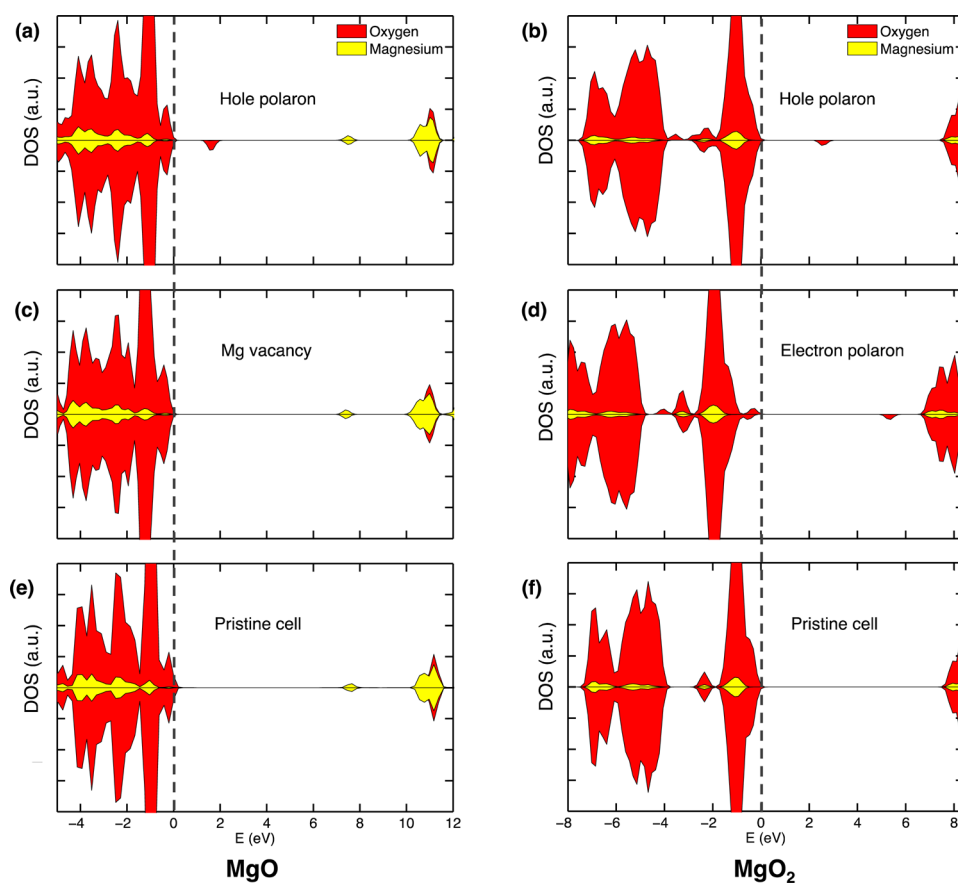 (a)
Oxygen
Magnesium
Hole polaron
DOS (a.u.)
(b)
Oxygen
Magnesium
Hole polaron
DOS (a.u.)
(c)
Mg vacancy
DOS (a.u.)
(d)
Electron polaron
DOS (a.u.)
(e)
Pristine cell
DOS (a.u.)
−4 −2 0 2 4 6 8 10 12
E (eV)
MgO
(f)
Pristine cell
DOS (a.u.)
−8 −6 −4 −2 0 2 4 6 8
E (eV)
MgO₂